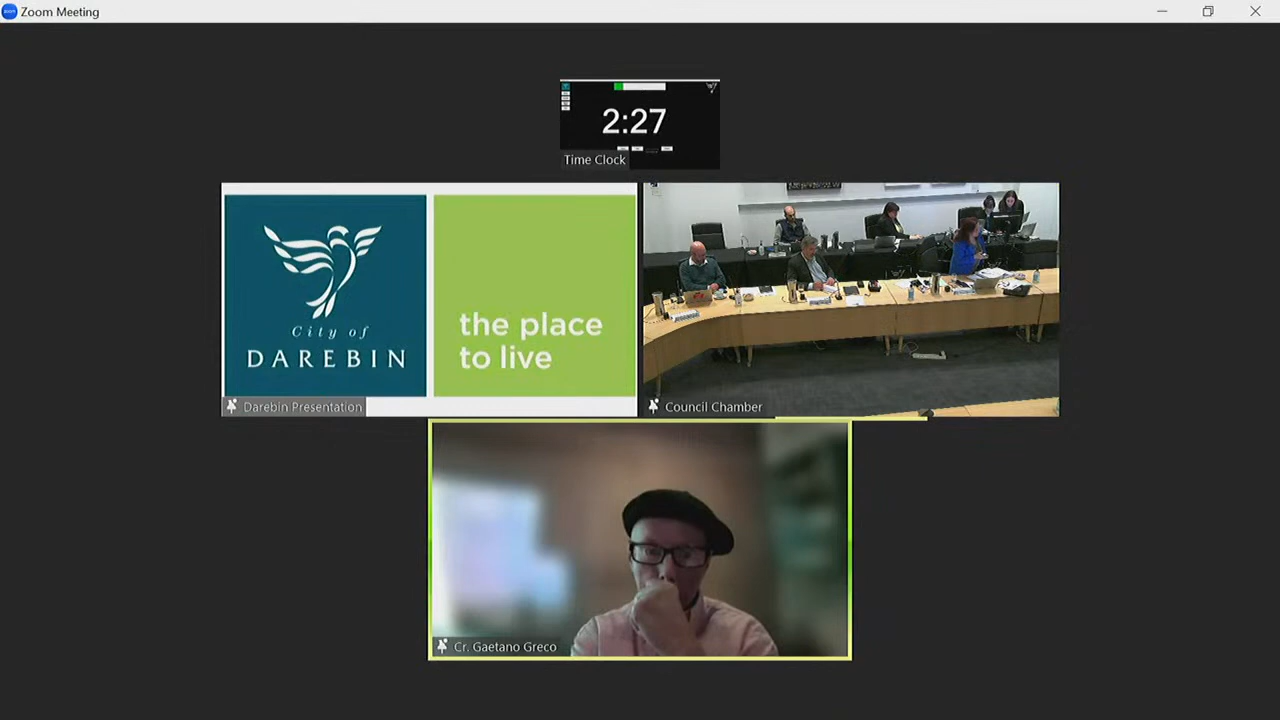 zoom
Zoom Meeting
2:27
Time Clock
City of
DAREBIN
the place
to live
Darebin Presentation
Council Chamber
Cr. Gaetano Greco